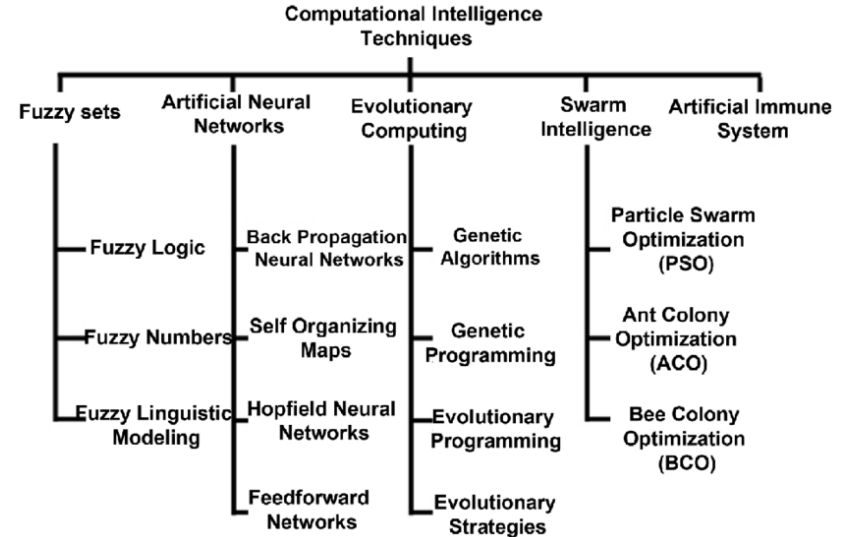 Computational Intelligence
Techniques
Fuzzy sets
Artificial Neural
Networks
Evolutionary
Computing
Swarm
Intelligence
Artificial Immune
System
Fuzzy Logic
Fuzzy Numbers
Euzzy Linguistic
Modeling
Back Propagation
Neural Networks
Self Organizing
Maps
Hopfield Neural
Networks
Feedforward
Networks
Genetic
Algorithms
Genetic
Programming
Evolutionary
Programming
Evolutionary
Strategies
Particle Swarm
Optimization
(PSO)
Ant Colony
Optimization
(ACO)
Bee Colony
Optimization
(BCO)